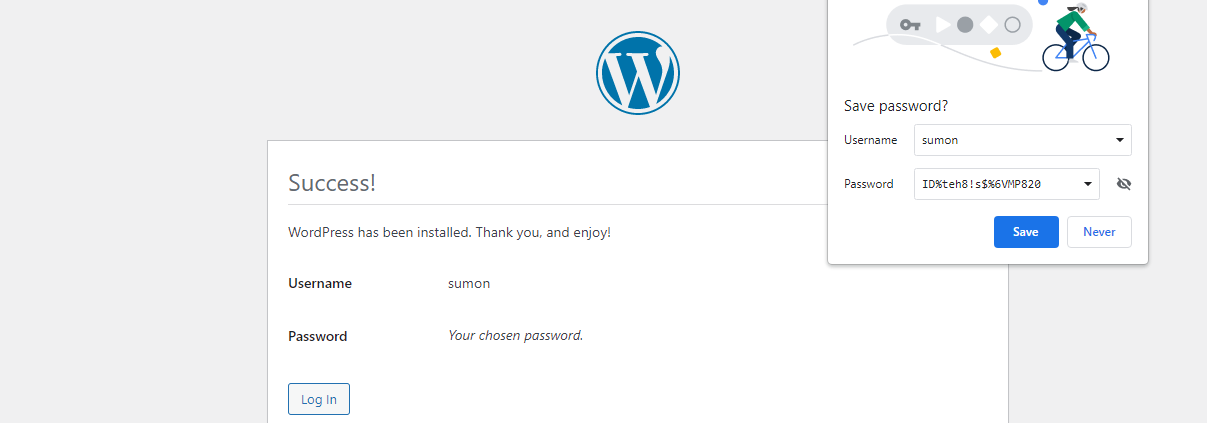 Success!
WordPress has been installed. Thank you, and enjoy!
Username sumon
Password Your chosen password.
Log In
Save password?
Username sumon
Password ID%teh8!s$%6VMP820
Save Never